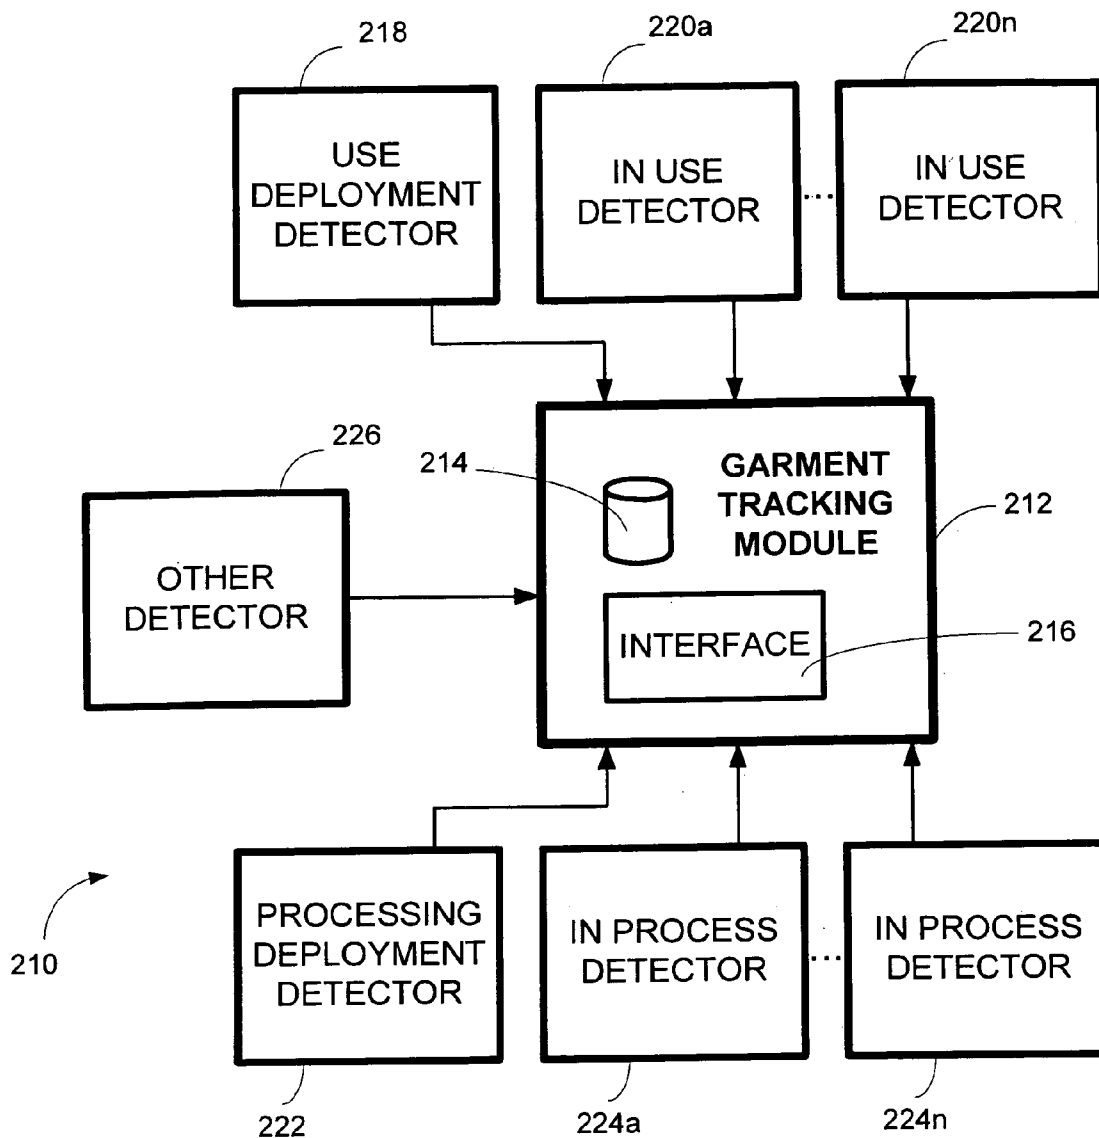 218
220a
220n
USE
DEPLOYMENT
DETECTOR
IN USE
DETECTOR
IN USE
DETECTOR
226
214
GARMENT
TRACKING
MODULE
212
OTHER
DETECTOR
INTERFACE
216
210
PROCESSING
DEPLOYMENT
DETECTOR
IN PROCESS
DETECTOR
IN PROCESS
DETECTOR
222
224a
224n